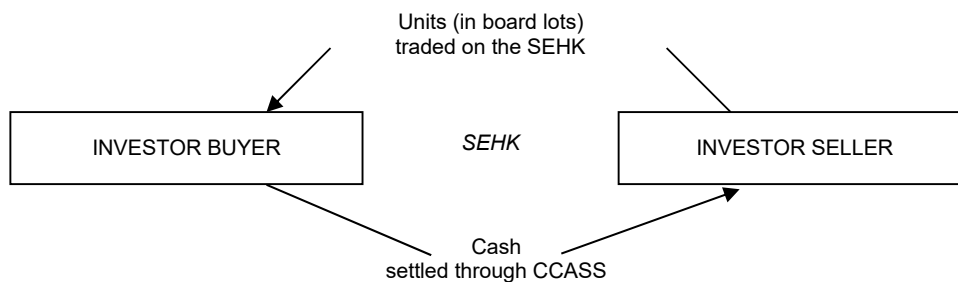 Units (in board lots)
traded on the SEHK
INVESTOR BUYER
SEHK
INVESTOR SELLER
Cash
settled through CCASS